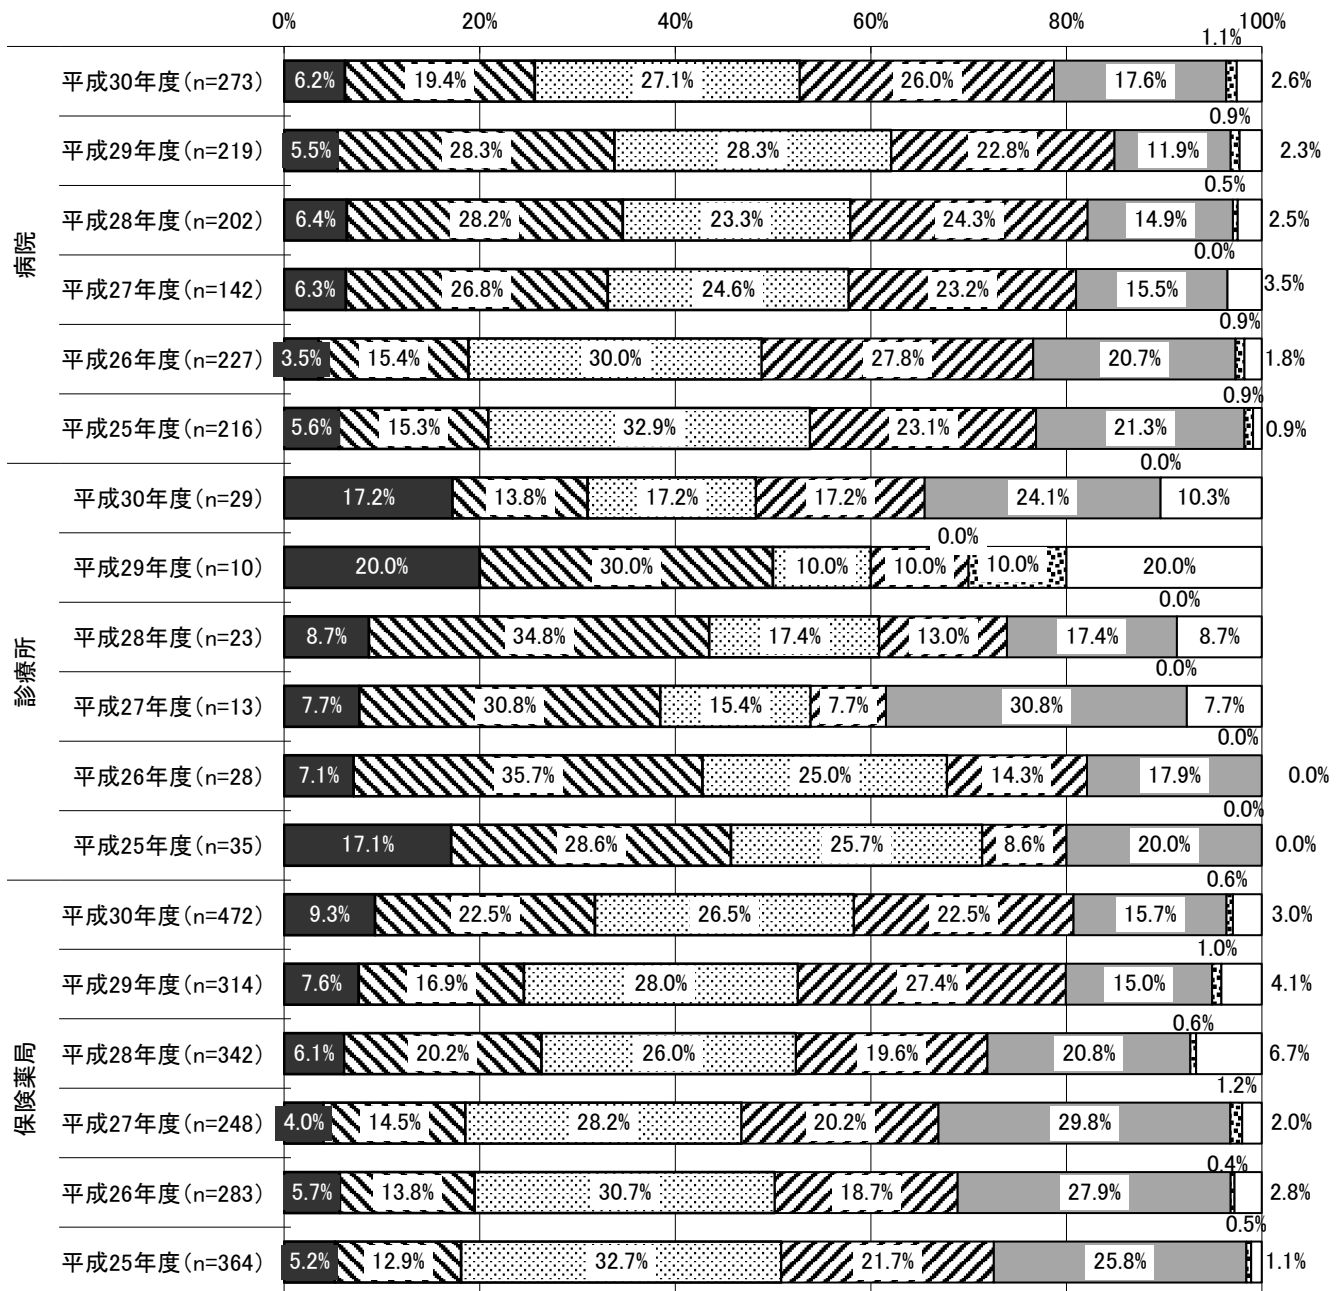 0% 20% 40% 60% 80% 100%
1.1%
平成30年度(n=273) 6.2% 19.4% 27.1% 26.0% 17.6% 2.6%
0.9%
平成29年度(n=219) 5.5% 28.3% 28.3% 22.8% 11.9% 2.3%
0.5%
平成28年度(n=202) 6.4% 28.2% 23.3% 24.3% 14.9% 2.5%
病院
0.0%
平成27年度(n=142) 6.3% 26.8% 24.6% 23.2% 15.5% 3.5%
0.9%
平成26年度(n=227) 3.5% 15.4% 30.0% 27.8% 20.7% 1.8%
0.9%
平成25年度(n=216) 5.6% 15.3% 32.9% 23.1% 21.3% 0.9%
0.0%
平成30年度(n=29) 17.2% 13.8% 17.2% 17.2% 24.1% 10.3%
0.0%
平成29年度(n=10) 20.0% 30.0% 10.0% 10.0% 10.0% 20.0%
0.0%
平成28年度(n=23) 8.7% 34.8% 17.4% 13.0% 17.4% 8.7%
診療所
0.0%
平成27年度(n=13) 7.7% 30.8% 15.4% 7.7% 30.8% 7.7%
0.0%
平成26年度(n=28) 7.1% 35.7% 25.0% 14.3% 17.9% 0.0%
0.0%
平成25年度(n=35) 17.1% 28.6% 25.7% 8.6% 20.0% 0.0%
0.6%
平成30年度(n=472) 9.3% 22.5% 26.5% 22.5% 15.7% 3.0%
1.0%
平成29年度(n=314) 7.6% 16.9% 28.0% 27.4% 15.0% 4.1%
0.6%
平成28年度(n=342) 6.1% 20.2% 26.0% 19.6% 20.8% 6.7%
保険薬局
1.2%
平成27年度(n=248) 4.0% 14.5% 28.2% 20.2% 29.8% 2.0%
0.4%
平成26年度(n=283) 5.7% 13.8% 30.7% 18.7% 27.9% 2.8%
0.5%
平成25年度(n=364) 5.2% 12.9% 32.7% 21.7% 25.8% 1.1%